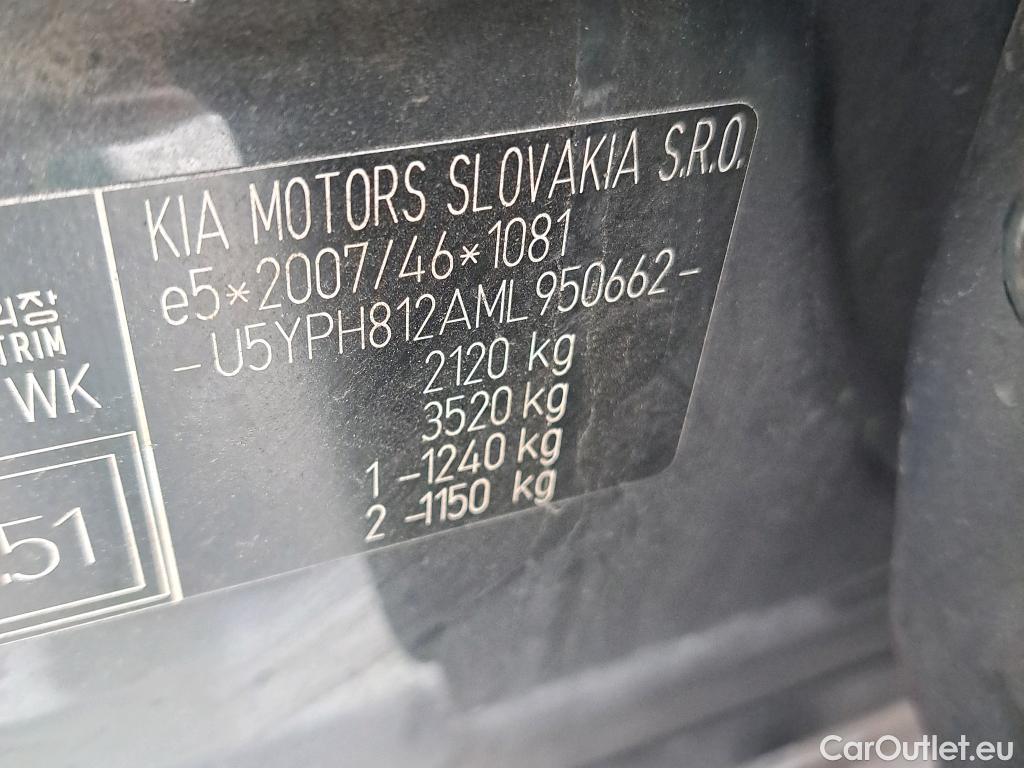 KIA MOTORS SLOVAKIA S.R.O.
e5*2007/46*1081
-U5YPH812AML950662-
2120 kg
3520 kg
1-1240 kg
2-1150 kg
TRIM
WK
51
CarOutlet.eu